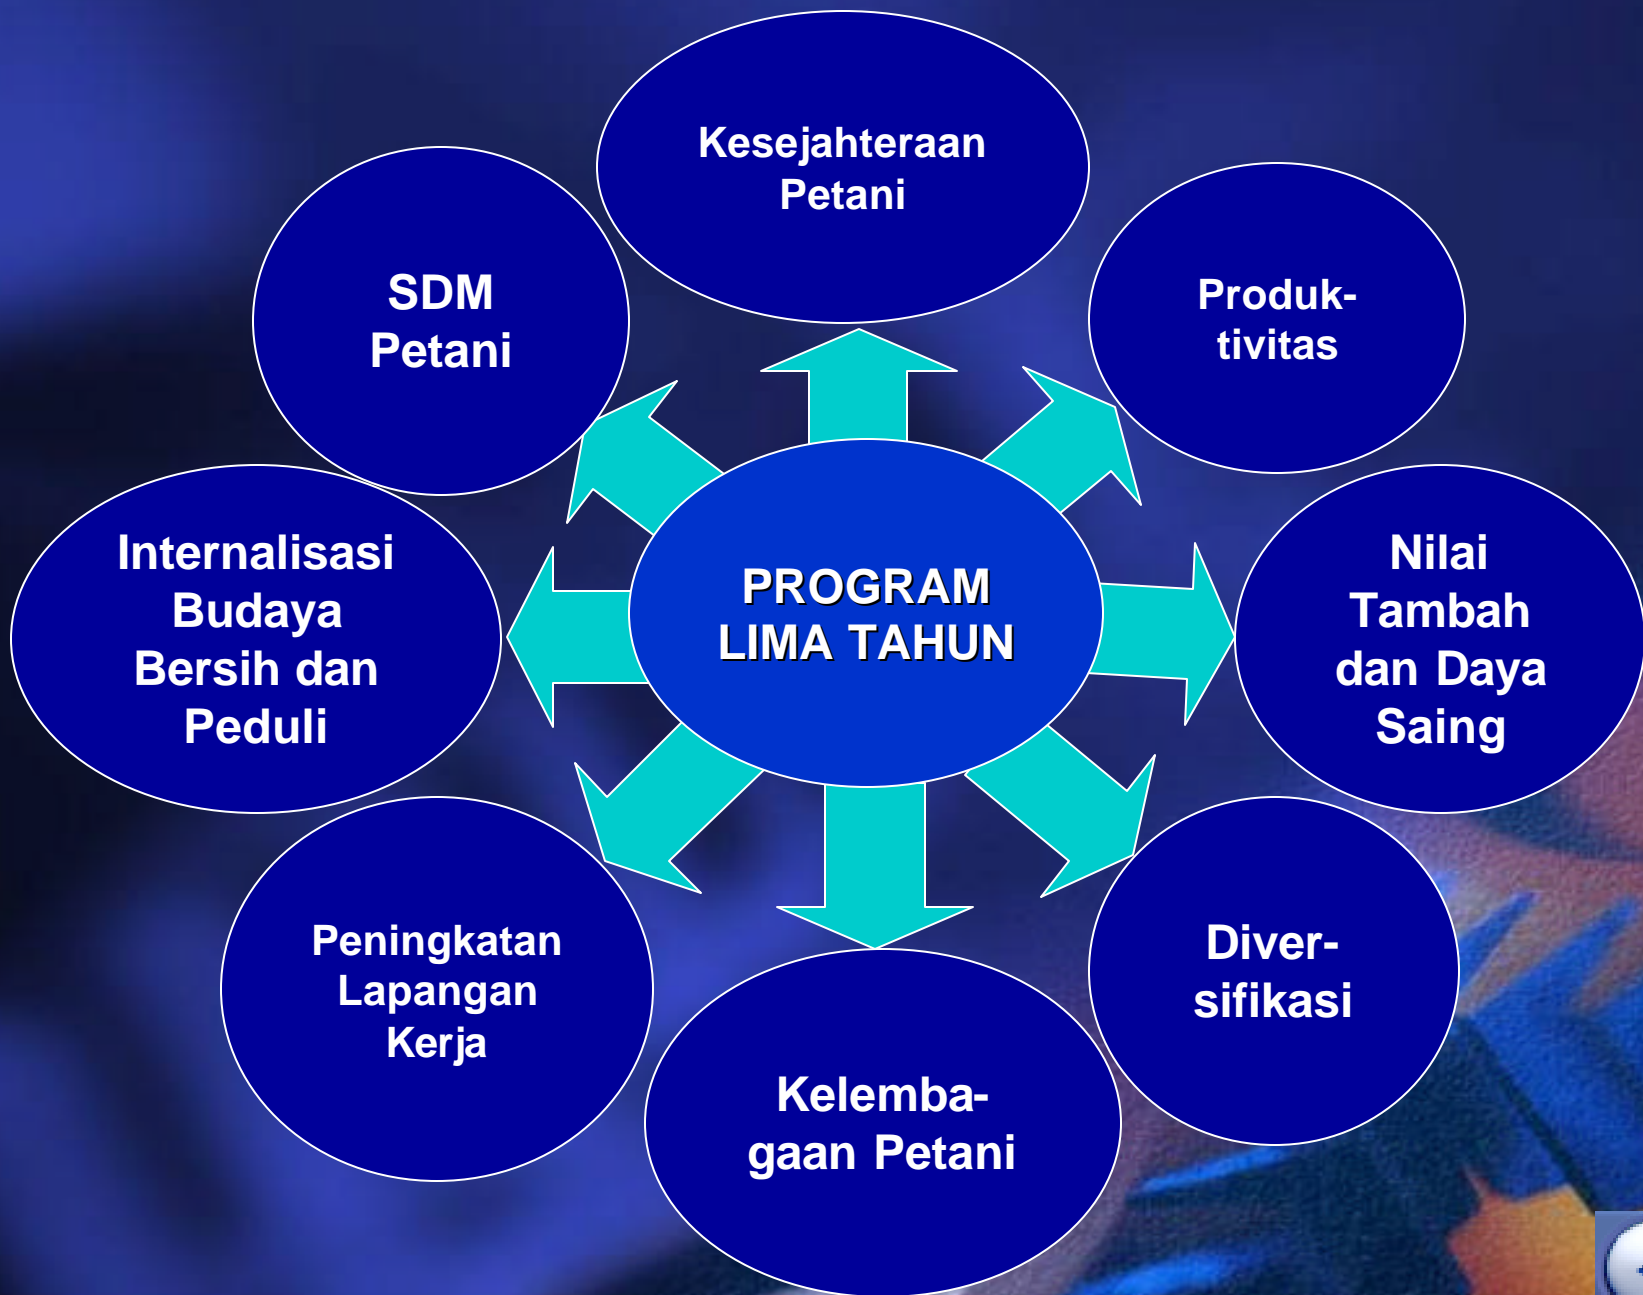 Kesejahteraan
Petani
Produk-
tivitas
Nilai
Tambah
dan Daya
Saing
Diver-
sifikasi
Kelemba-
gaan Petani
Peningkatan
Lapangan
Kerja
Internalisasi
Budaya
Bersih dan
Peduli
SDM
Petani
PROGRAM
LIMA TAHUN